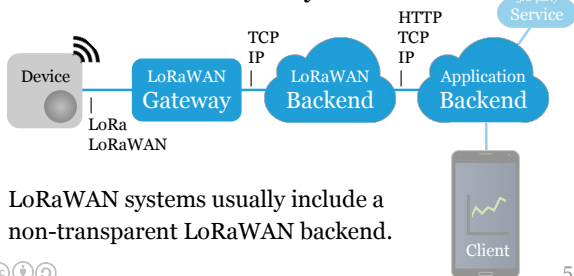 Service
HTTP
TCP
IP
|
TCP
IP
|
Device
LoRaWAN
Gateway
LoRaWAN
Backend
Application
Backend
|
LoRa
LoRaWAN
LoRaWAN systems usually include a
non-transparent LoRaWAN backend.
Client
cc
5